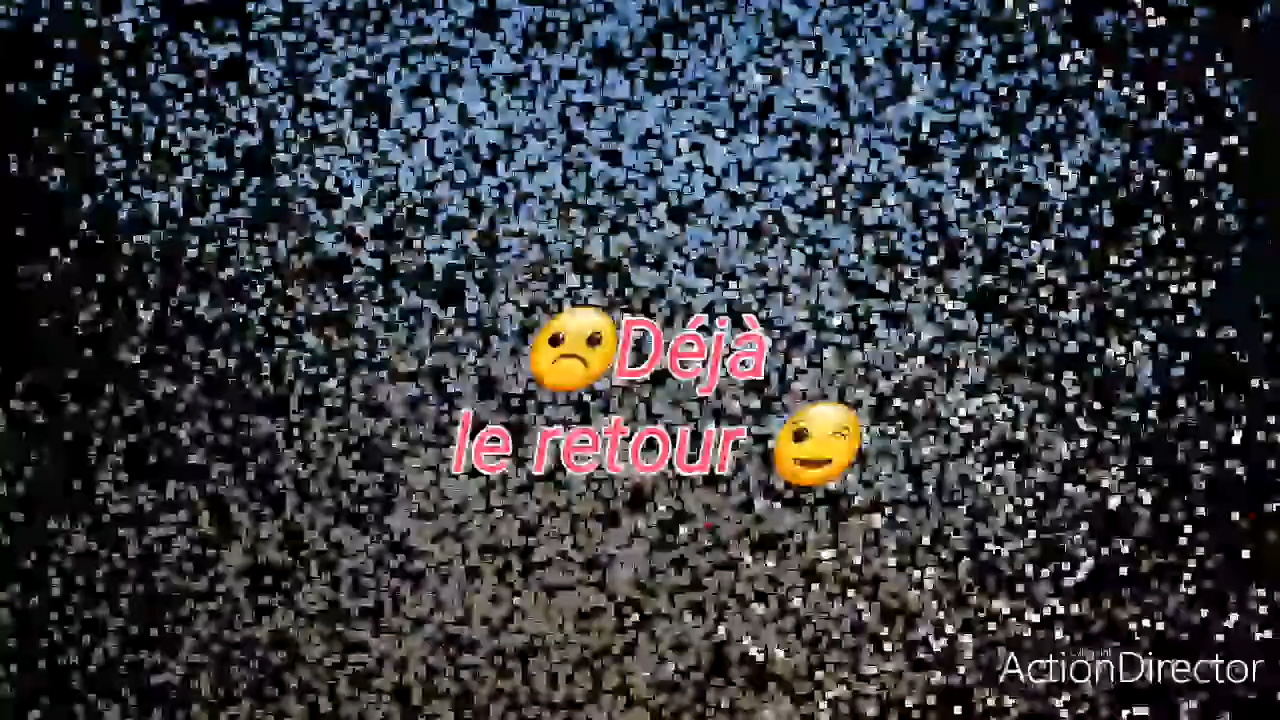 ☹️Déjà
le retour 😉
ActionDirector